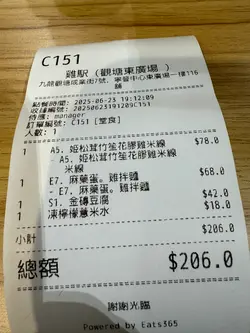 C151
雞駅（觀塘東廣場 ）
九龍觀塘成業街7號，寧晉中心東廣場一樓116
舖
點餐時間: 2025-06-23 19:12:09
收據編號: 20250623191209C151
待應: manager
訂單編號: C151 [堂食]
人數: 1
1 A5. 姬松茸竹笙花膠雞米線 $78.0
A5. 姬松茸竹笙花膠雞米線
1 E7. 麻藥蛋。雞拌麵 $68.0
E7. 麻藥蛋。雞拌麵
1 S1. 金磚豆腐 $42.0
1 凍檸檬薏米水 $18.0
小計 $206.0
總額 $206.0
謝謝光臨
Powered by Eats365